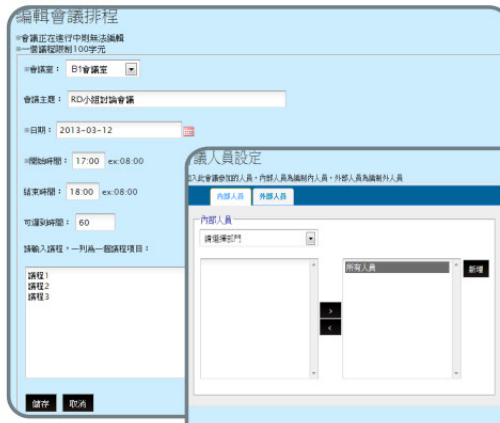 編輯會議排程
※會議正在進行中則無法編輯
※一個議程限制100字元
※會議室： B1會議室
會議主題： RD小組討論會議
※日期： 2013-03-12
※開始時間： 17:00 ex:08:00
結束時間： 18:00 ex:08:00
可遲到時間： 60
請輸入議程，一列為一個議程項目：
議程1
議程2
議程3
儲存 取消
議人員設定
入此會議參加的人員，內部人員為編制內人員，外部人員為編制外人員
內部人員 外部人員
內部人員
請選擇部門
所有人員
新增
>
<